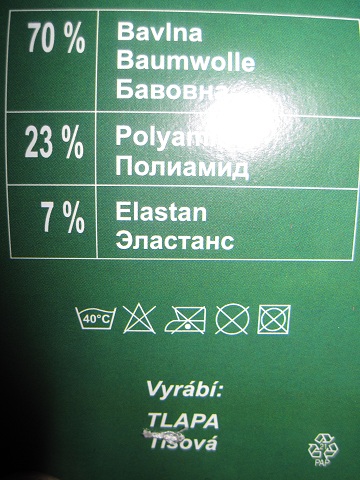 70 % Bavlna
Baumwolle
Бавовна
23 %
Полиамид
7 % Elastan
Эластанс
40°C
Vyrábí:
TLAPA
Tisová
PAP